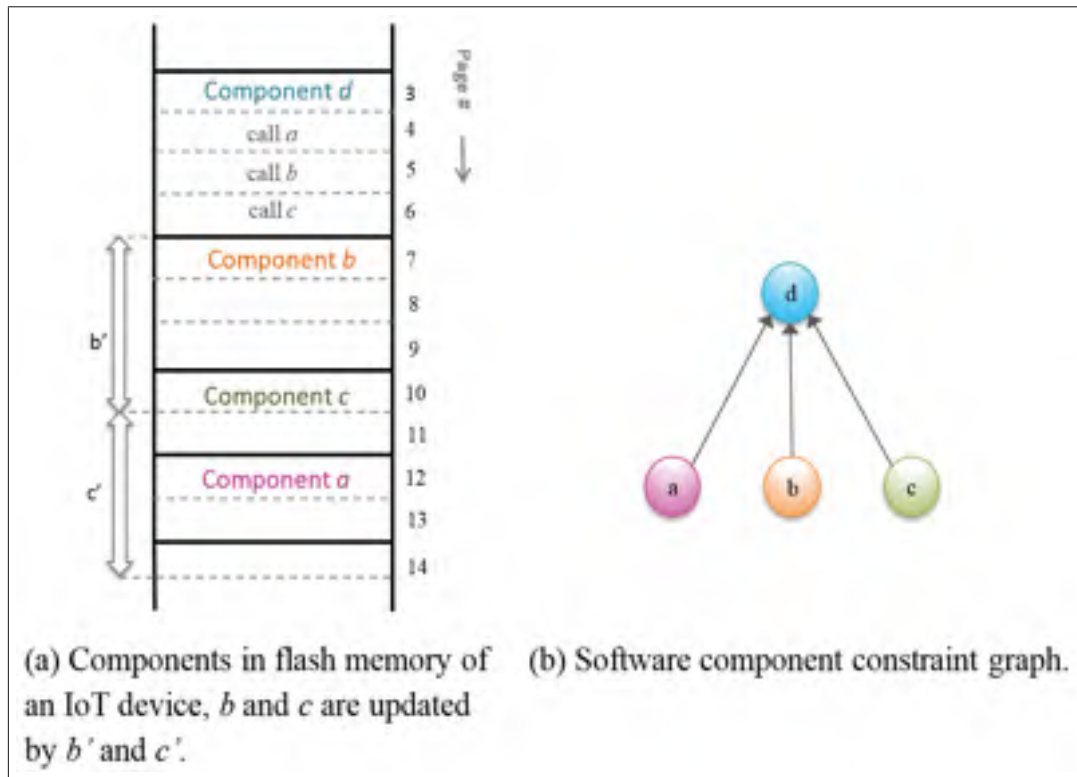 Page #
Component d
3
call a
4
call b
5
call c
6
Component b
7
8
9
b'
Component c
10
11
Component a
12
c'
13
14
d
a
b
c
(a) Components in flash memory of
an IoT device, b and c are updated
by b' and c'.
(b) Software component constraint graph.